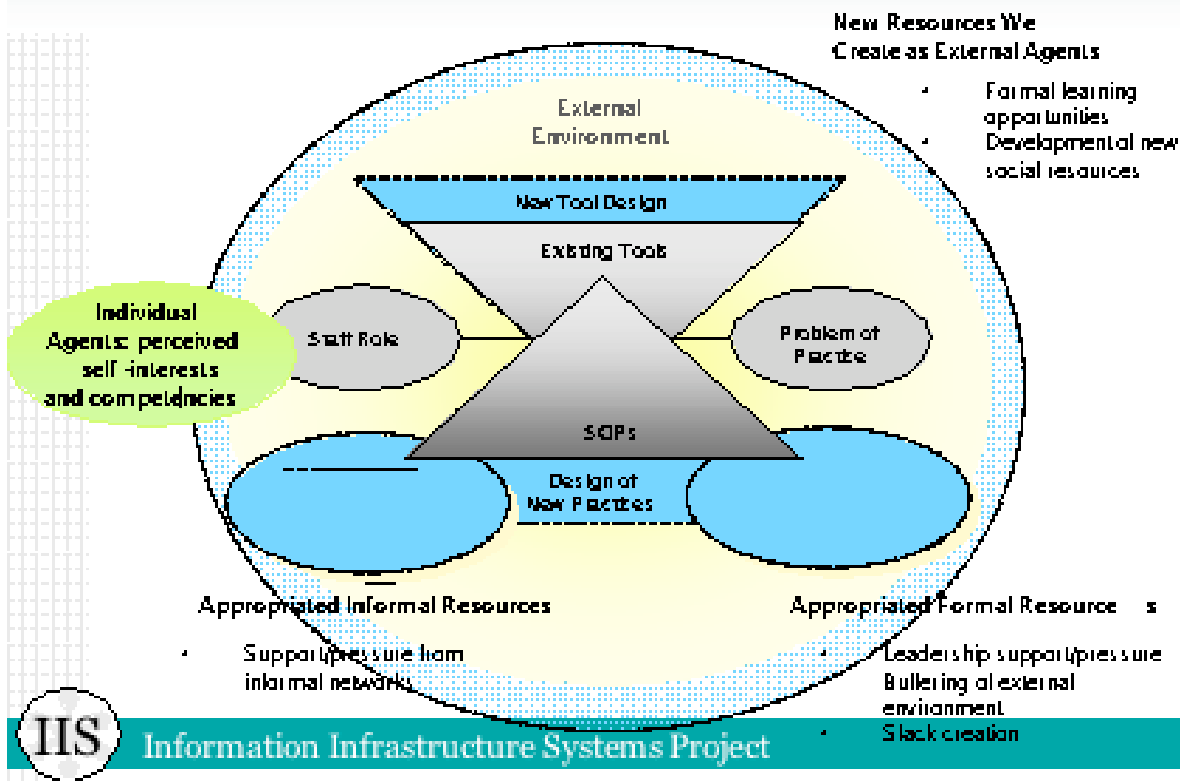 New Resources We
Create as External Agents
• Formal learning
opportunities
• Development of new
social resources
External
Environment
New Tool Design
Existing Tools
Individual
Agents: perceived
self-interests
and competencies
Staff Role
Problem of
Practice
SOPs
Design of
New Practices
Appropriated Informal Resources
• Support/pressure from
informal networks
Appropriated Formal Resource s
• Leadership support/pressure
• Buffering of external
environment
• Slack creation
IIS
Information Infrastructure Systems Project